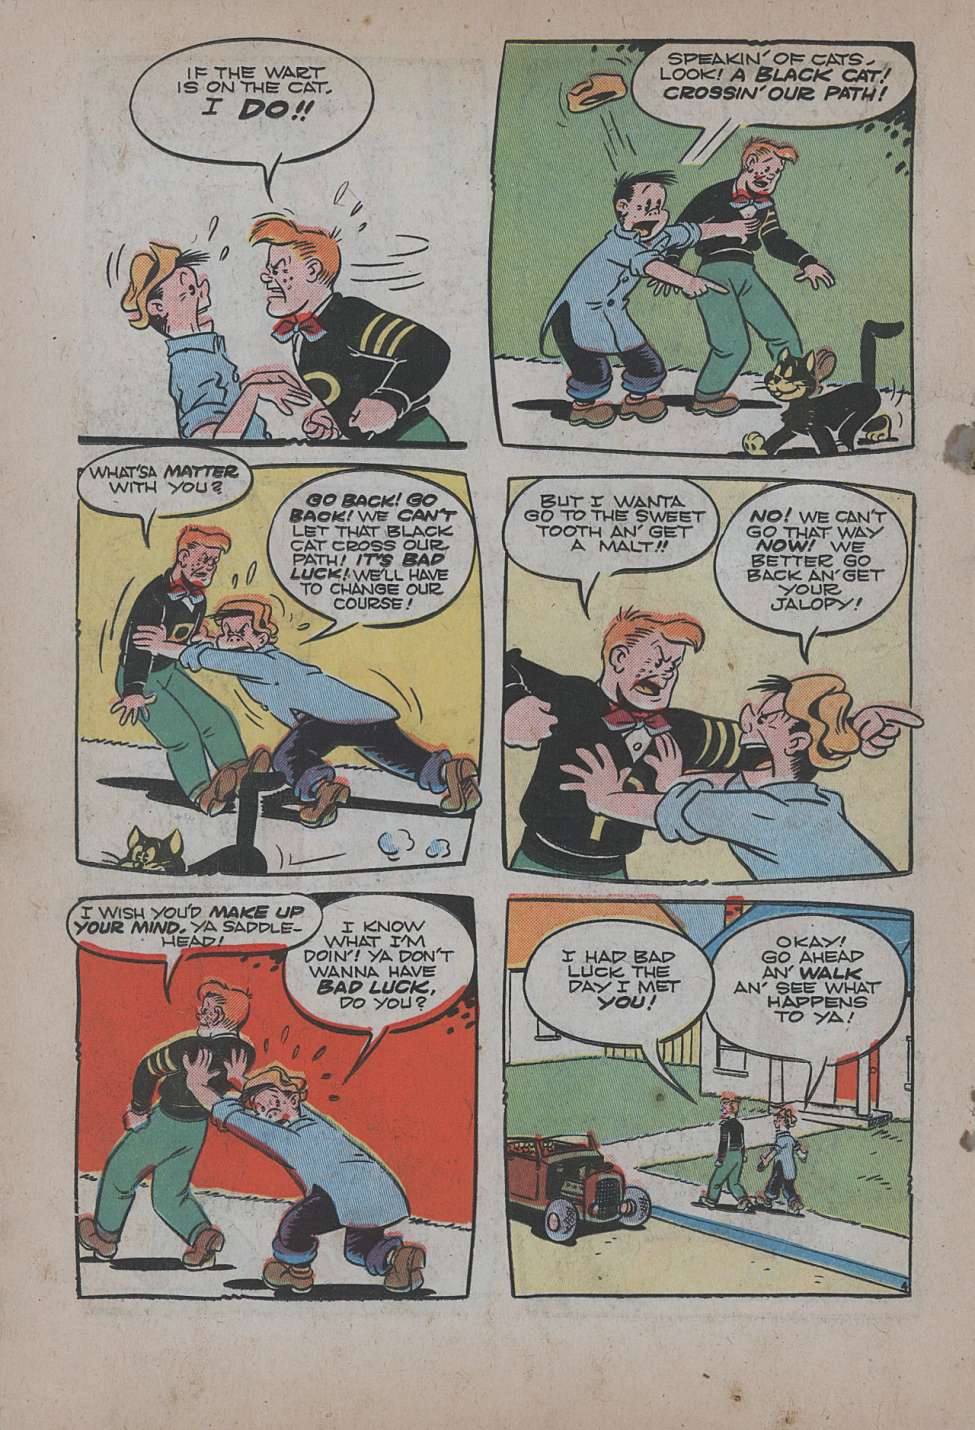 IF THE WART
IS ON THE CAT.
I DO!!
SPEAKIN' OF CATS.
LOOK! A BLACK CAT!
CROSSIN' OUR PATH!
WHAT'SA MATTER
WITH YOU?
GO BACK! GO
BACK! WE CAN'T
LET THAT BLACK
CAT CROSS OUR
PATH! IT'S BAD
LUCK! WE'LL HAVE
TO CHANGE OUR
COURSE!
BUT I WANTA
GO TO THE SWEET
TOOTH AN' GET
A MALT!!
NO! WE CAN'T
GO THAT WAY
NOW! WE
BETTER GO
BACK AN' GET
YOUR
JALOPY!
I WISH YOU'D MAKE UP
YOUR MIND, YA SADDLE-
HEAD!
I KNOW
WHAT I'M
DOIN'! YA DON'T
WANNA HAVE
BAD LUCK,
DO YOU?
I HAD BAD
LUCK THE
DAY I MET
YOU!
OKAY!
GO AHEAD
AN' WALK
AN' SEE WHAT
HAPPENS
TO YA!
4